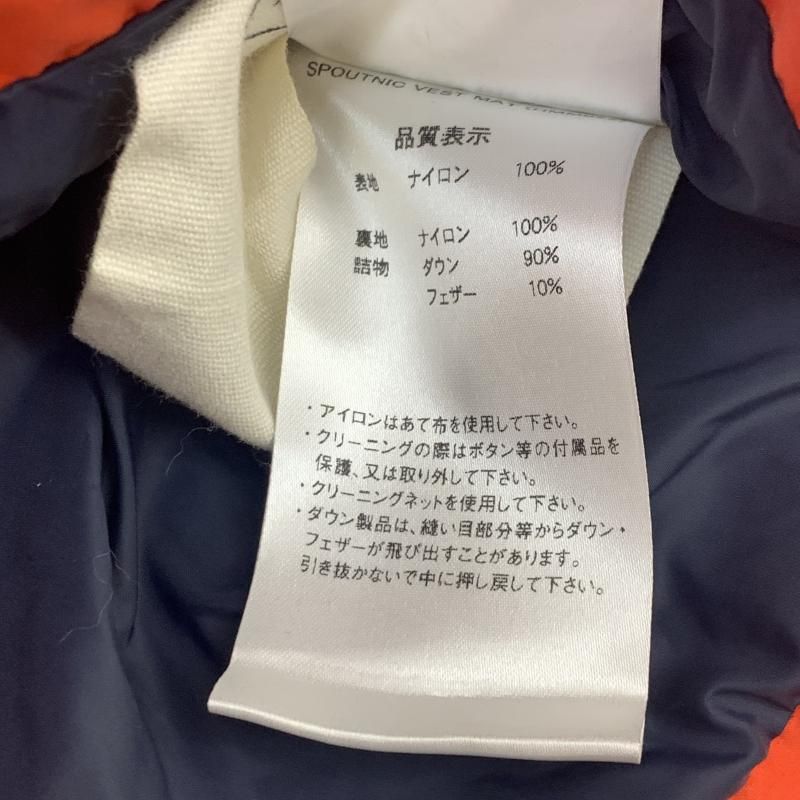 SPOUTNIC VEST MAT
品質表示
表地 ナイロン 100%
裏地 ナイロン 100%
詰物 ダウン 90%
フェザー 10%
・アイロンはあて布を使用して下さい。
・クリーニングの際はボタン等の付属品を
保護、又は取り外して下さい。
・クリーニングネットを使用して下さい。
・ダウン製品は、縫い目部分等からダウン・
フェザーが飛び出すことがあります。
引き抜かないで中に押し戻して下さい。